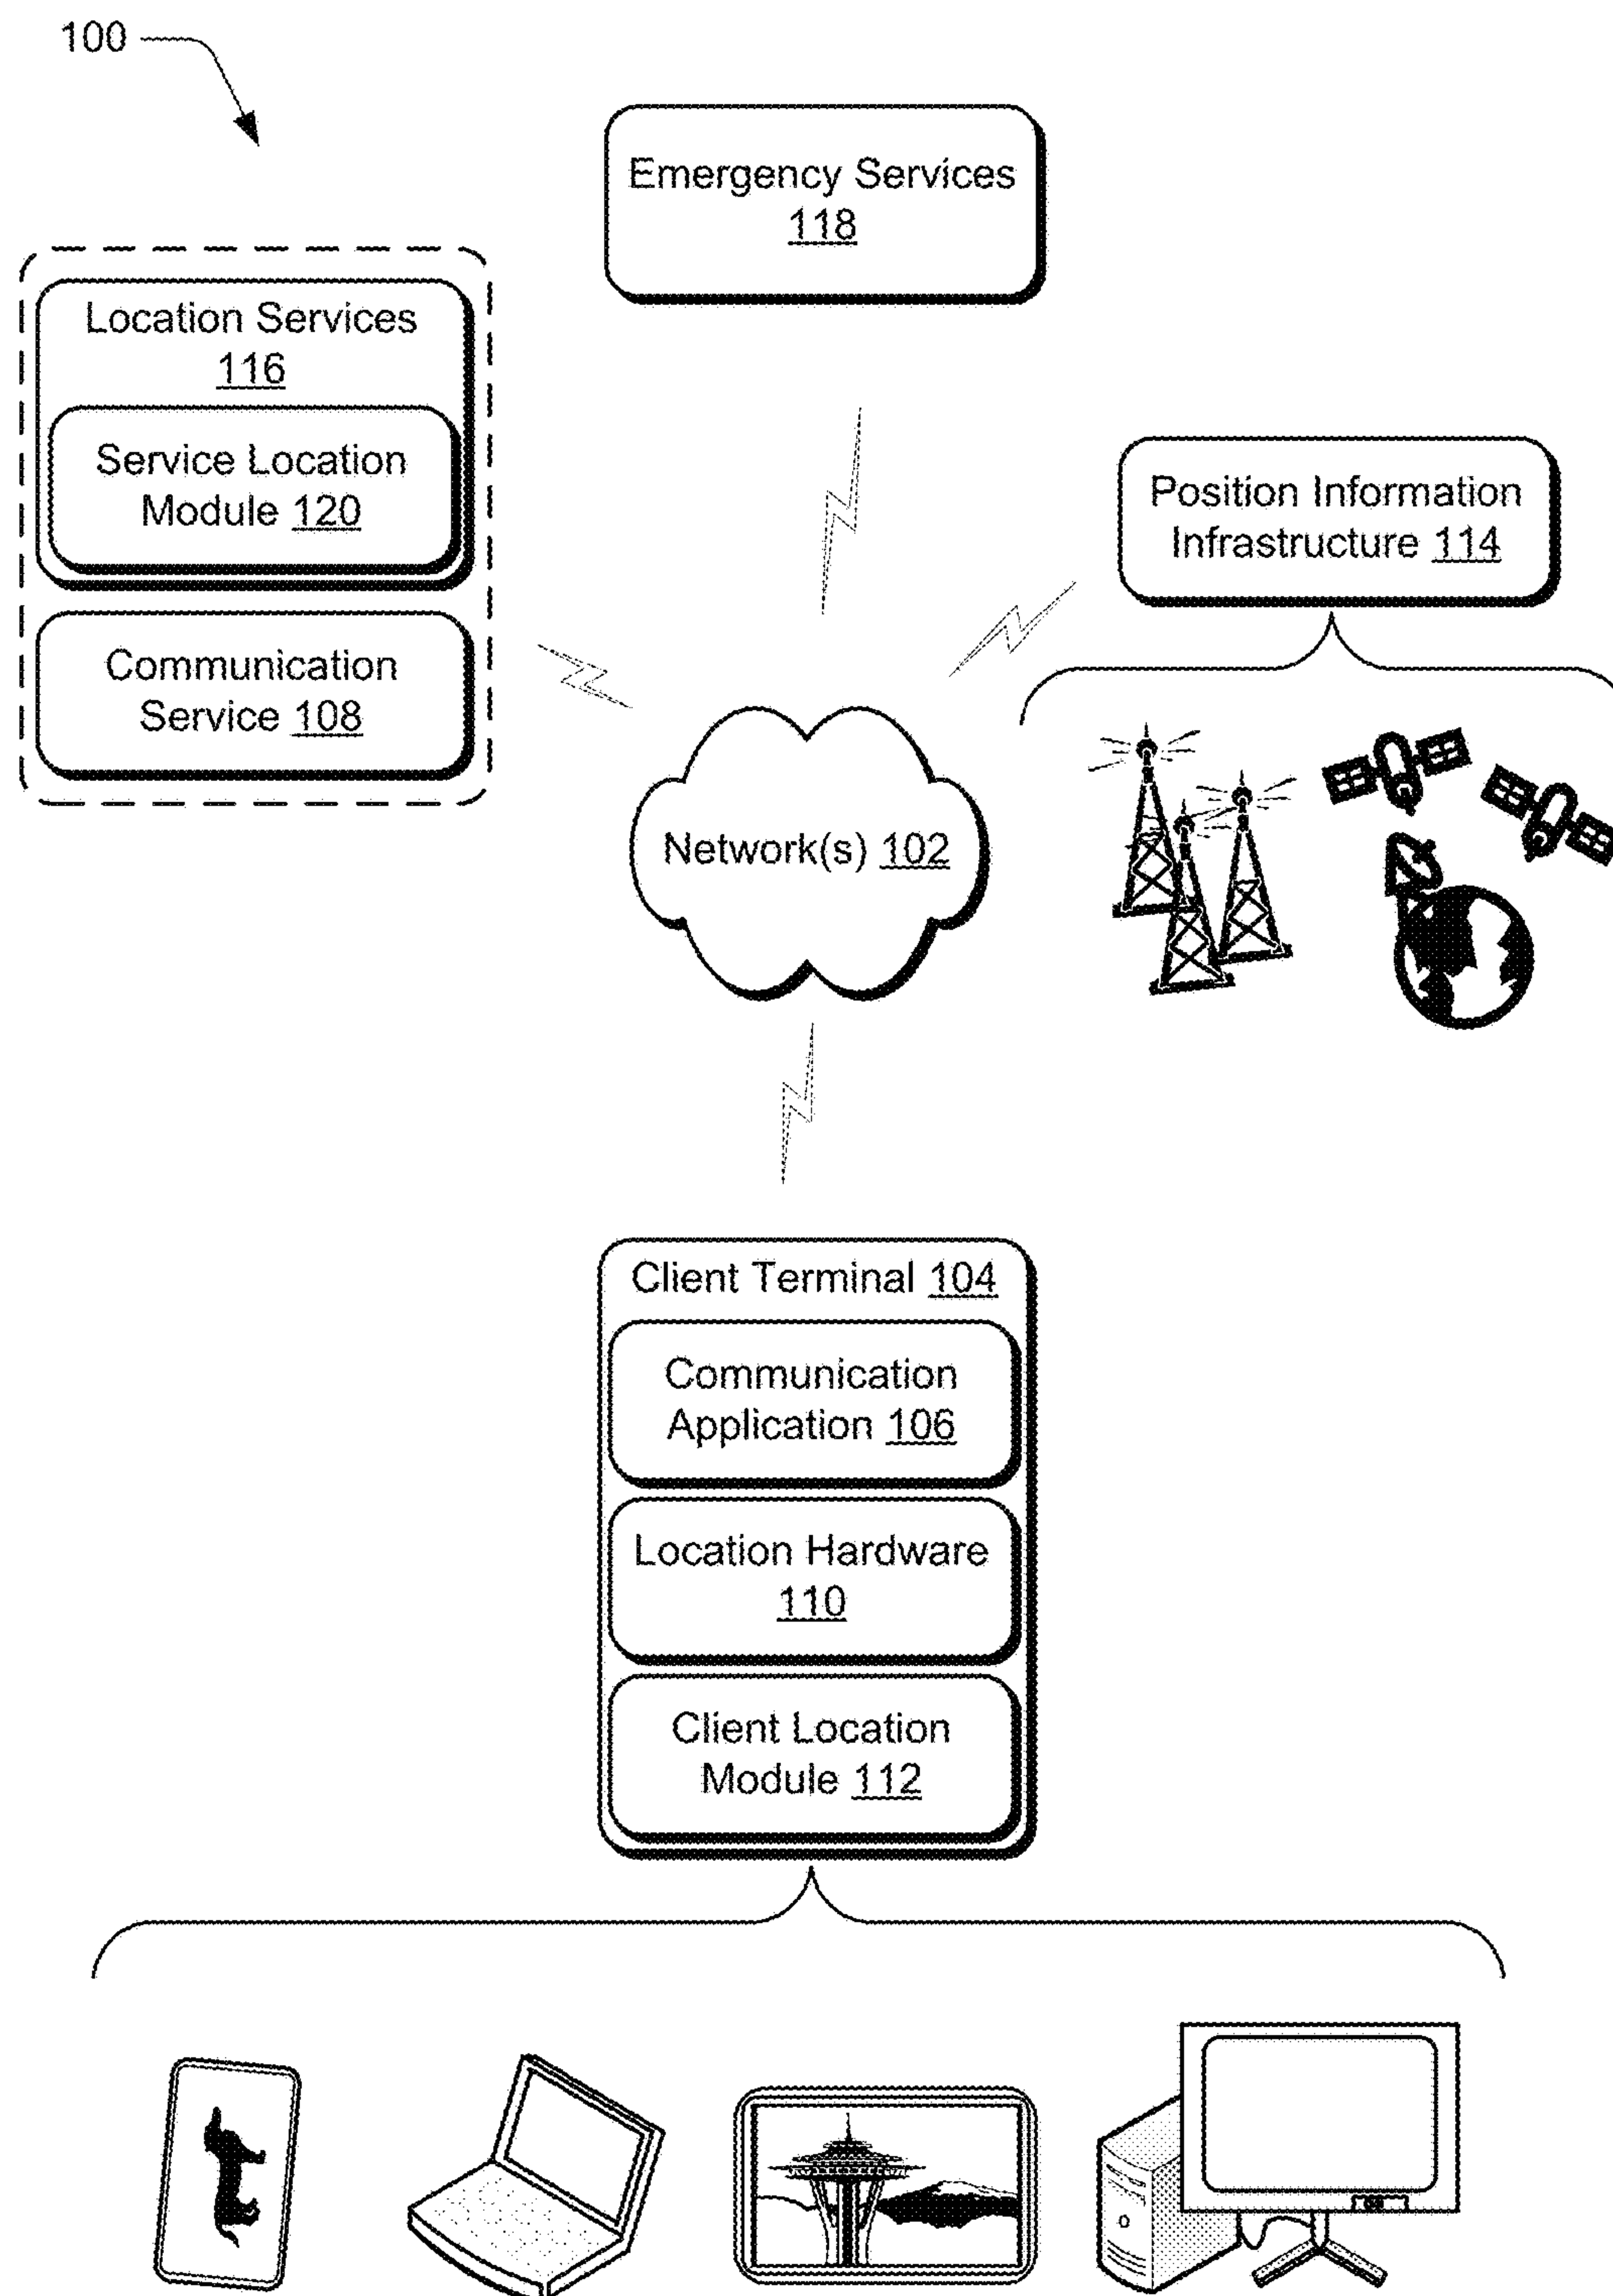 100
Emergency Services
118
Location Services
116
Service Location
Module 120
Communication
Service 108
Position Information
Infrastructure 114
Network(s) 102
Client Terminal 104
Communication
Application 106
Location Hardware
110
Client Location
Module 112